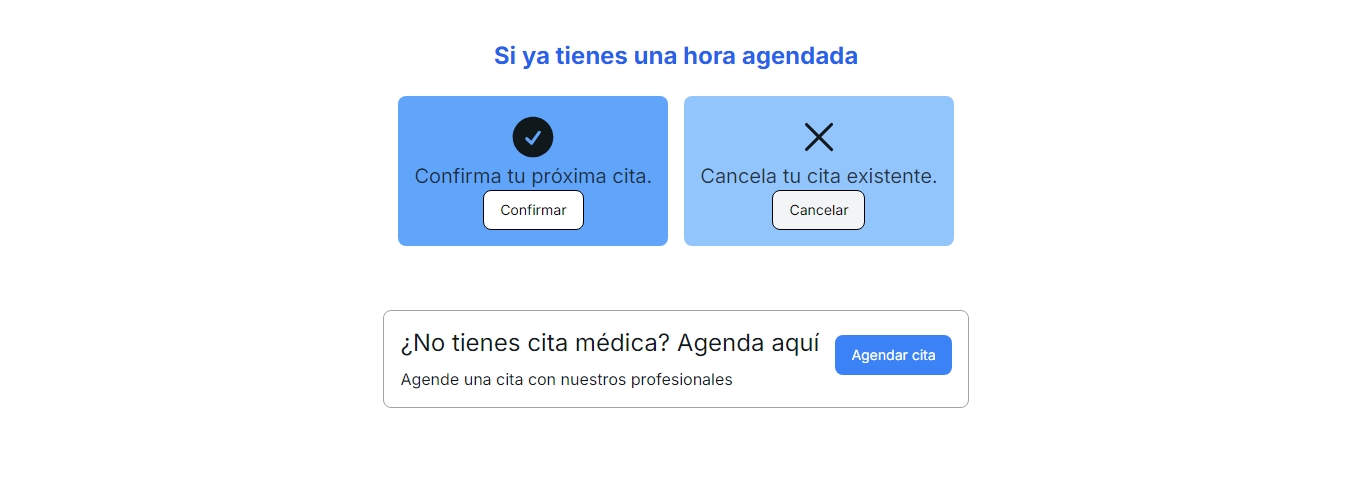 Si ya tienes una hora agendada
Confirma tu próxima cita.
Confirmar
Cancela tu cita existente.
Cancelar
¿No tienes cita médica? Agenda aquí
Agende una cita con nuestros profesionales
Agendar cita